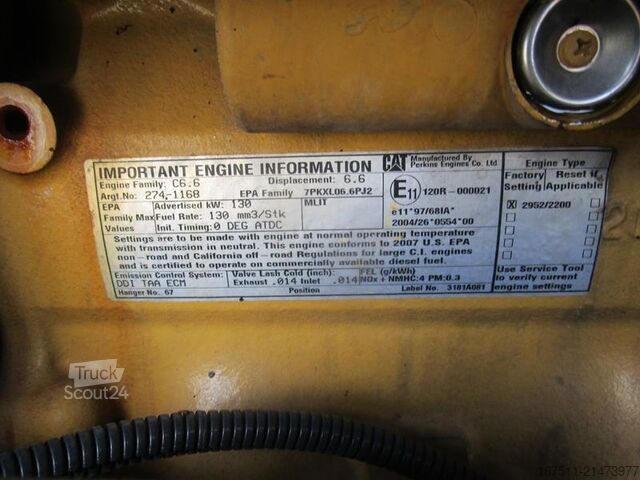 IMPORTANT ENGINE INFORMATION CAT Manufactured By Perkins Engines Co. Ltd.
Engine Family: C6.6 Displacement: 6.6
Argt.No: 274-1168 EPA Family 7PKXL06.6PJ2
EPA Family Max Values
Advertised kW: 130
Fuel Rate: 130 mm3/Stk
Init. Timing:0 DEG ATDC
MLIT
E11 120R-000021
e11*97/68IA*
2004/26*0554*00
Settings are to be made with engine at normal operating temperature
with transmission in neutral. This engine conforms to 2007 U.S. EPA
non-road and California off-road Regulations for large C.I. engines
and is certified to operate on commercially available diesel fuel.
Emission Control System:
DDI TAA ECM
Valve Lash Cold (inch):
Exhaust .014 Inlet .014
FEL (g/kWh)
NOx + NMHC:4 PM:0.3
Hanger No. 67 Position Label No. 3181A081
Engine Type
Factory Setting
Reset if Applicable
X 2952/2200
Use Service Tool
to verify current
engine settings
Truck
Scout24
167511-21473977